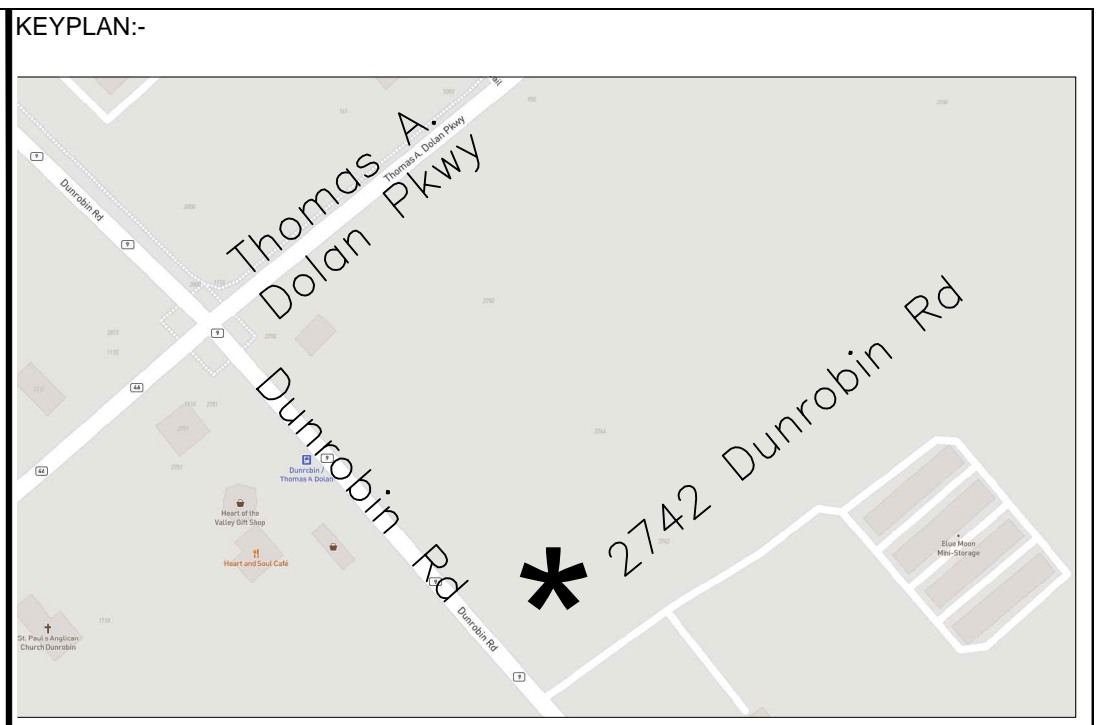 KEYPLAN:-
Thomas A.
Dolan Pkwy
Thomas A. Dolan Pkwy
9
Dunrobin Rd
9
9
Dunrobin Rd
2742 Dunrobin Rd
44
44
9
Dunrobin /
Thomas A Dolan
Heart of the
Valley Gift Shop
Heart and Soul Café
Blue Moon
Mini-Storage
9
Dunrobin Rd
9
St. Paul's Anglican
Church Dunrobin